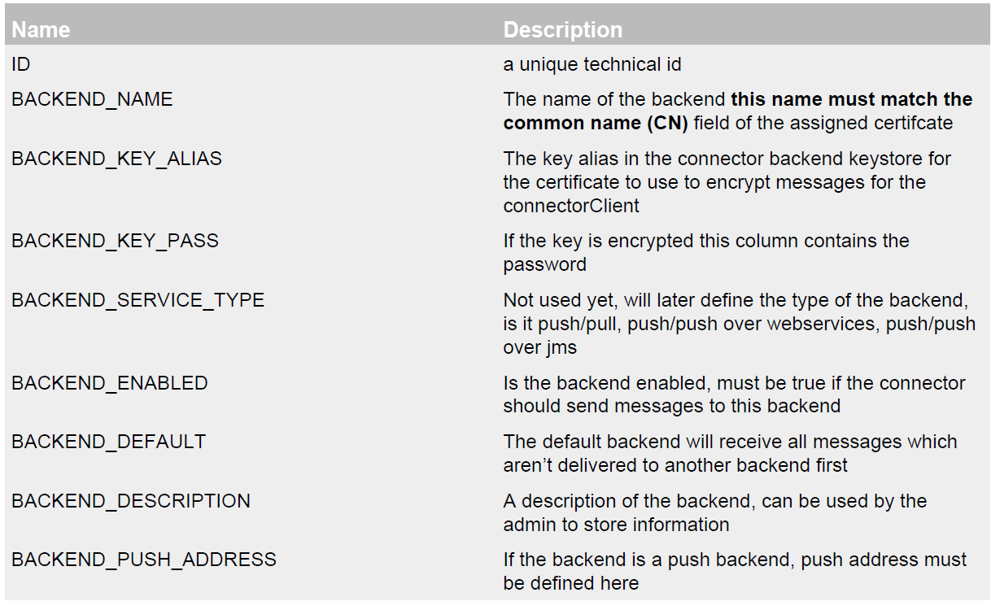 Name Description
ID a unique technical id
BACKEND_NAME The name of the backend this name must match the
common name (CN) field of the assigned certifcate
BACKEND_KEY_ALIAS The key alias in the connector backend keystore for
the certificate to use to encrypt messages for the
connectorClient
BACKEND_KEY_PASS If the key is encrypted this column contains the
password
BACKEND_SERVICE_TYPE Not used yet, will later define the type of the backend,
is it push/pull, push/push over webservices, push/push
over jms
BACKEND_ENABLED Is the backend enabled, must be true if the connector
should send messages to this backend
BACKEND_DEFAULT The default backend will receive all messages which
aren’t delivered to another backend first
BACKEND_DESCRIPTION A description of the backend, can be used by the
admin to store information
BACKEND_PUSH_ADDRESS If the backend is a push backend, push address must
be defined here